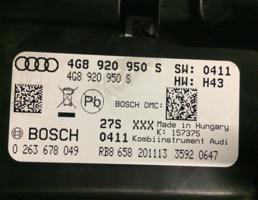 4G8 920 950 S SW: 0411
4G8 920 950 S HW: H43
Pb BOSCH DMC:
27S XXX Made in Hungary
K: 157375
BOSCH 0411 Kombiinstrument Audi
0 263 678 049 RB8 658 201113 3592 0647